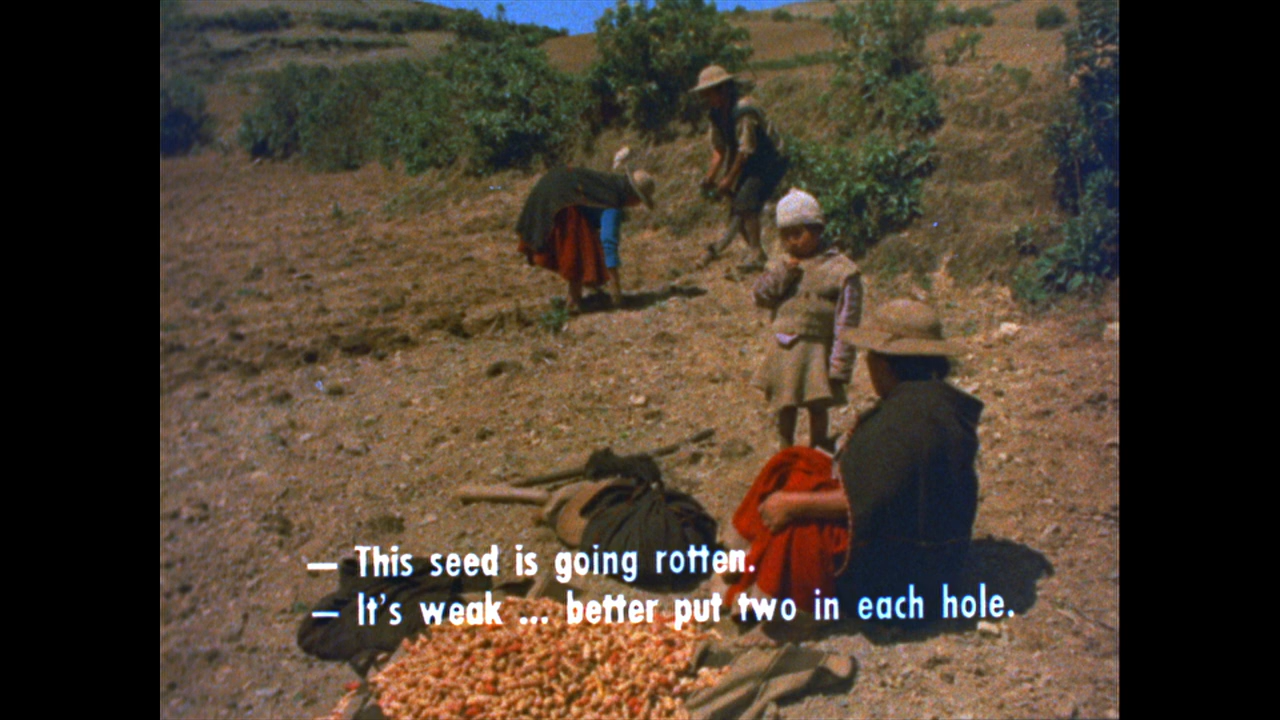 — This seed is going rotten.
— It's weak ... better put two in each hole.